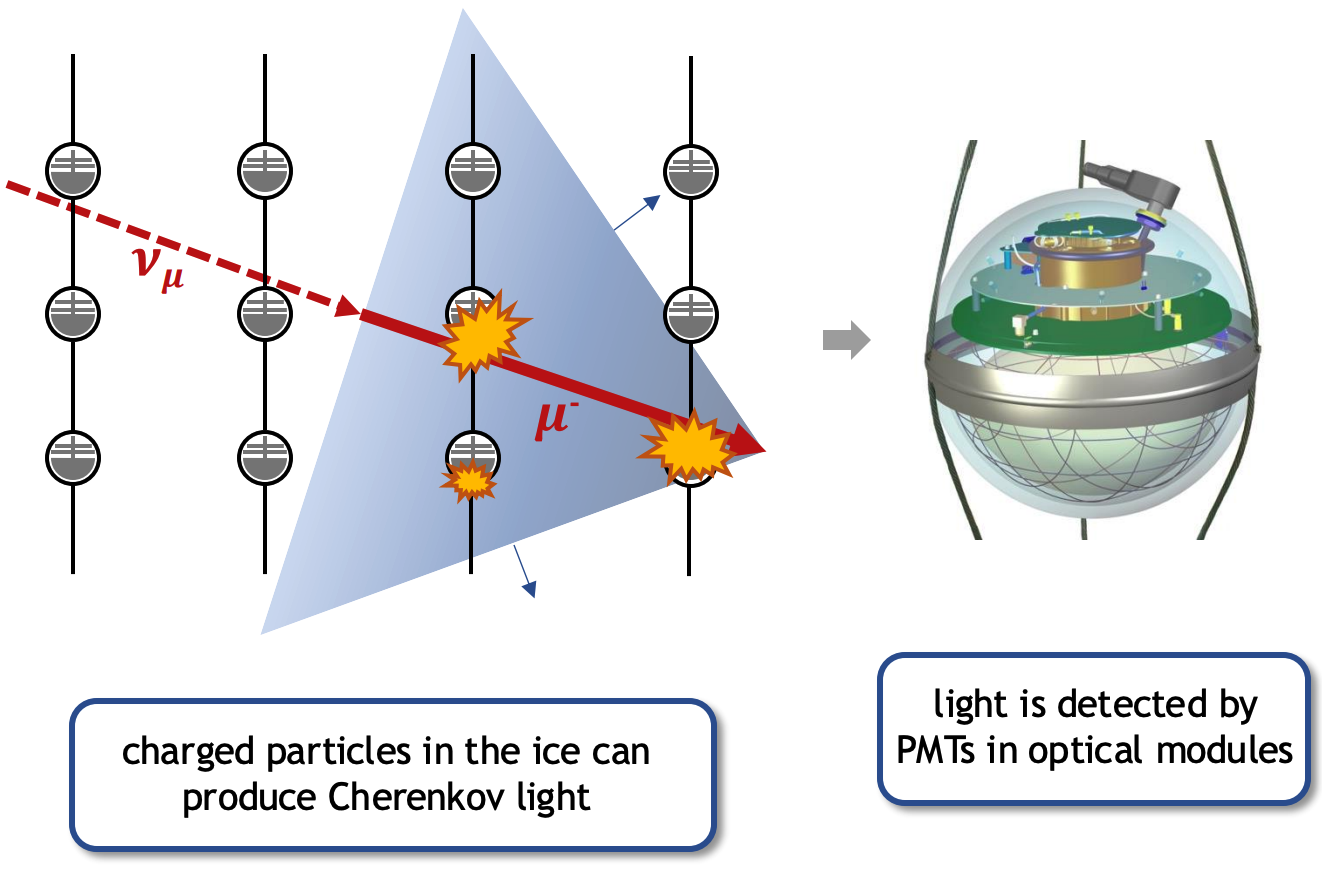 ν_μ
μ⁻
charged particles in the ice can
produce Cherenkov light
light is detected by
PMTs in optical modules